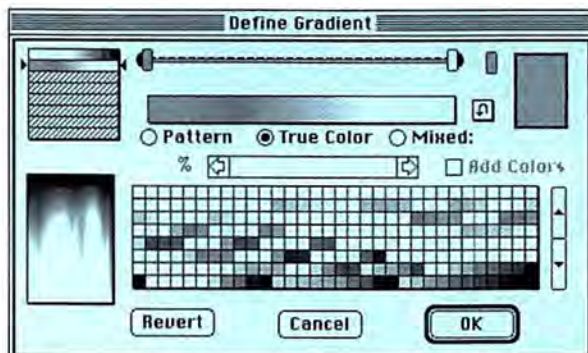 Define Gradient
Pattern True Color Mixed:
% Add Colors
Revert Cancel OK